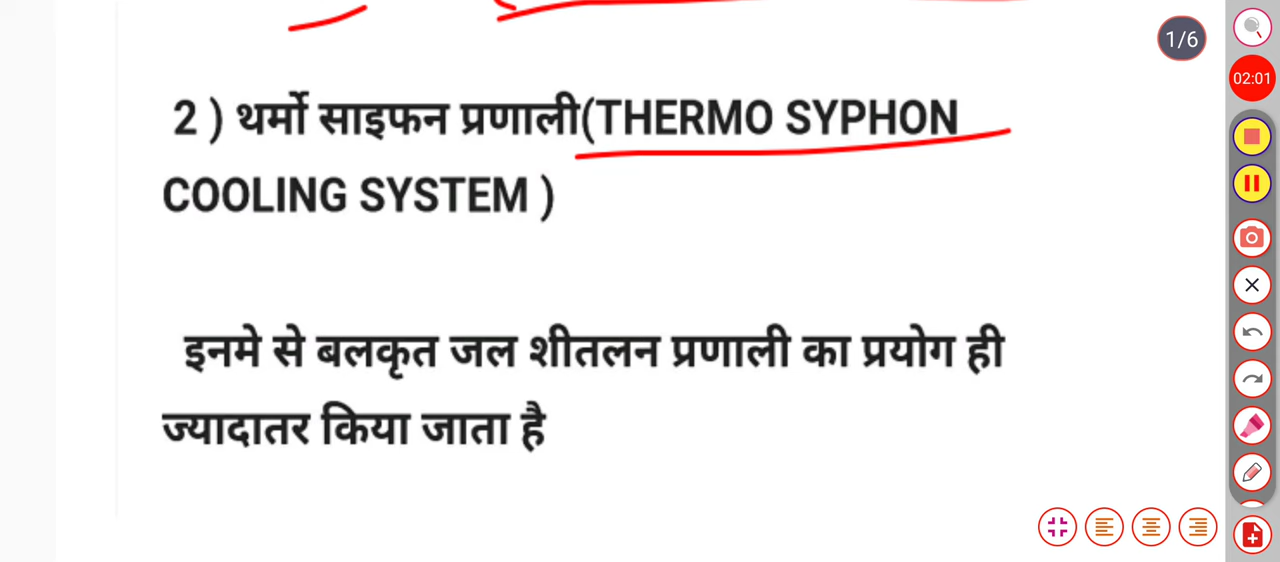 1/6
02:01
2 ) थर्मो साइफन प्रणाली(THERMO SYPHON
COOLING SYSTEM )
इनमे से बलकृत जल शीतलन प्रणाली का प्रयोग ही
ज्यादातर किया जाता है